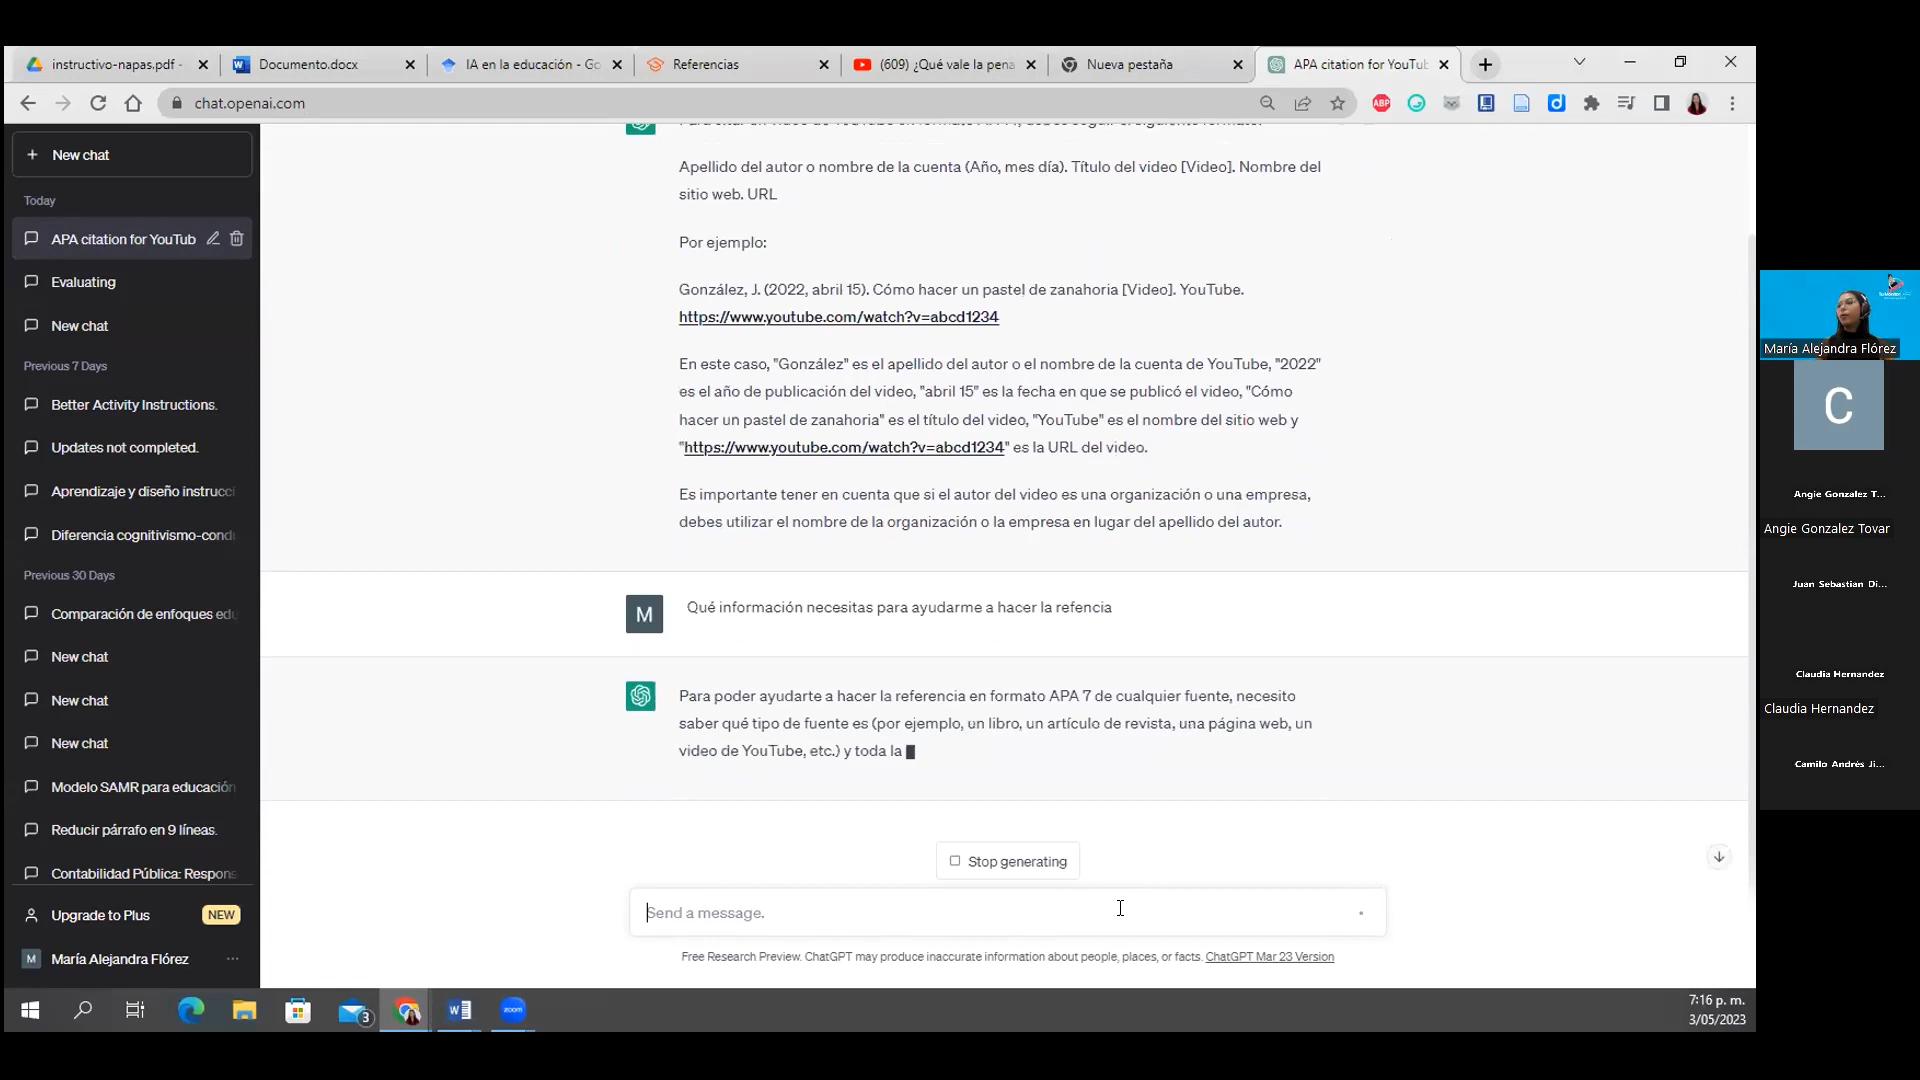 instructivo-napas.pdf -
Documento.docx
IA en la educación - Go
Referencias
(609) ¿Qué vale la pena
Nueva pestaña
APA citation for YouTub
chat.openai.com
ABP
New chat
Today
APA citation for YouTub
Evaluating
New chat
Previous 7 Days
Better Activity Instructions.
Updates not completed.
Aprendizaje y diseño instrucci
Diferencia cognitivismo-condu
Previous 30 Days
Comparación de enfoques edu
New chat
New chat
New chat
Modelo SAMR para educación
Reducir párrafo en 9 líneas.
Contabilidad Pública: Respons
Upgrade to Plus
NEW
M
María Alejandra Flórez
Apellido del autor o nombre de la cuenta (Año, mes día). Título del video [Video]. Nombre del
sitio web. URL
Por ejemplo:
González, J. (2022, abril 15). Cómo hacer un pastel de zanahoria [Video]. YouTube.
https://www.youtube.com/watch?v=abcd1234
En este caso, "González" es el apellido del autor o el nombre de la cuenta de YouTube, "2022"
es el año de publicación del video, "abril 15" es la fecha en que se publicó el video, "Cómo
hacer un pastel de zanahoria" es el título del video, "YouTube" es el nombre del sitio web y
"https://www.youtube.com/watch?v=abcd1234" es la URL del video.
Es importante tener en cuenta que si el autor del video es una organización o una empresa,
debes utilizar el nombre de la organización o la empresa en lugar del apellido del autor.
M
Qué información necesitas para ayudarme a hacer la refencia
Para poder ayudarte a hacer la referencia en formato APA 7 de cualquier fuente, necesito
saber qué tipo de fuente es (por ejemplo, un libro, un artículo de revista, una página web, un
video de YouTube, etc.) y toda la
Stop generating
Send a message.
Free Research Preview. ChatGPT may produce inaccurate information about people, places, or facts. ChatGPT Mar 23 Version
María Alejandra Flórez
C
Angie Gonzalez T...
Angie Gonzalez Tovar
Juan Sebastian Di...
Claudia Hernandez
Claudia Hernandez
Camilo Andrés Ji...
3
zoom
7:16 p. m.
3/05/2023